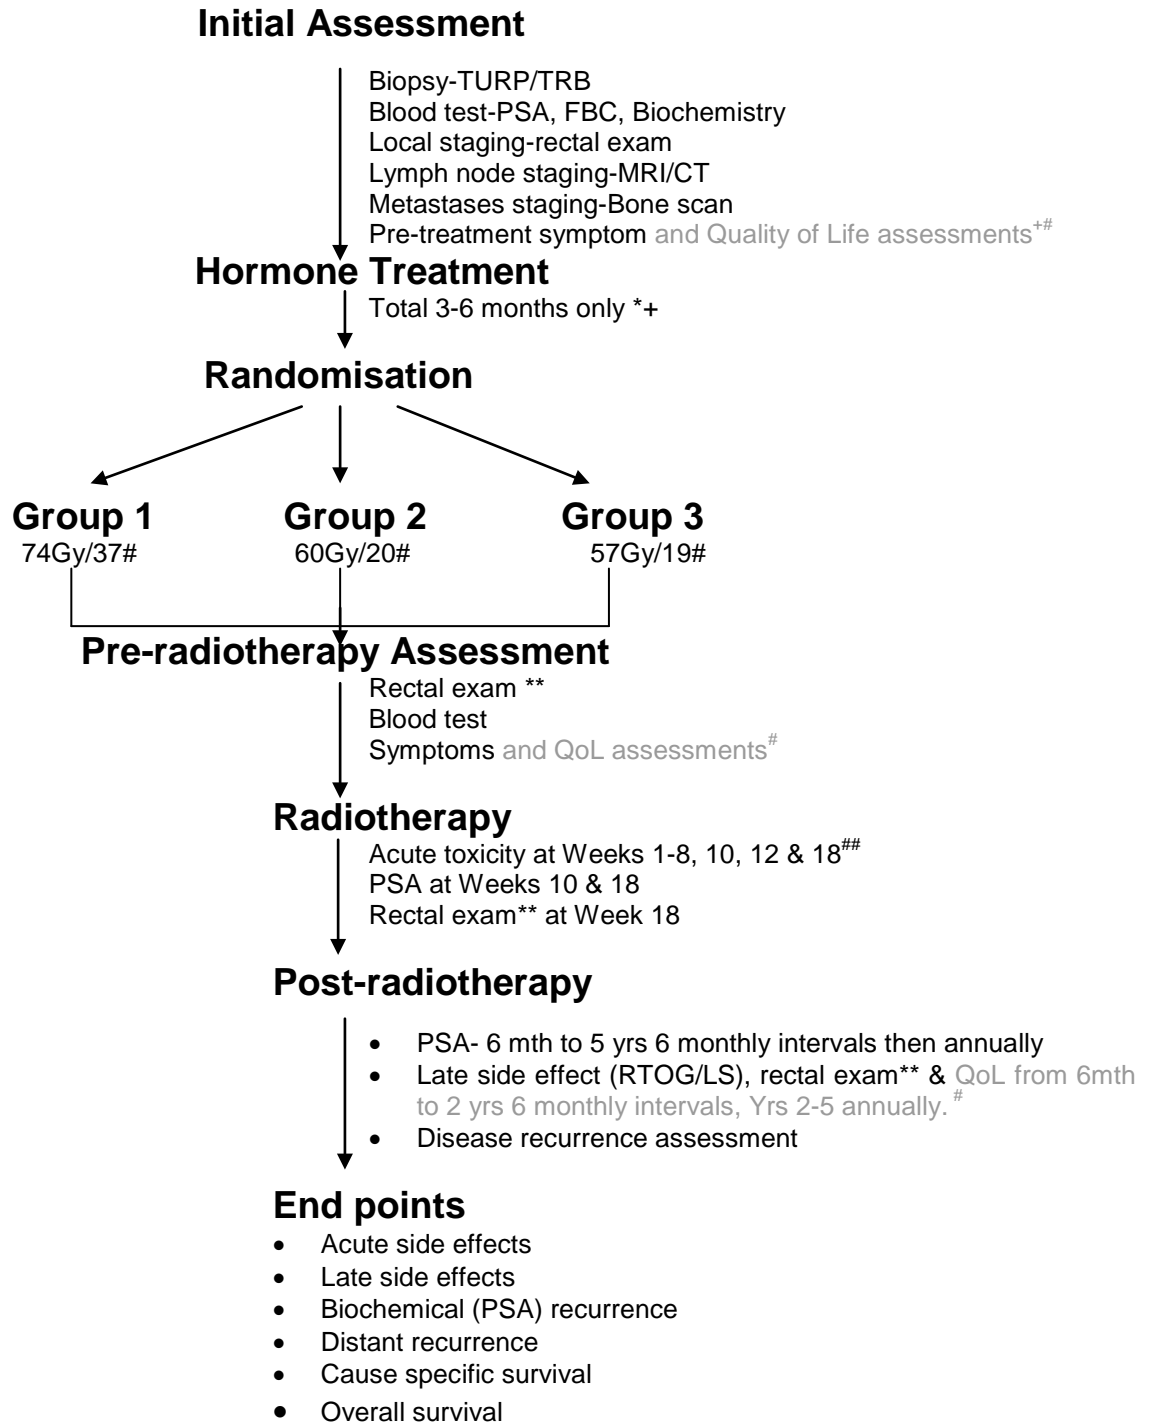 Initial Assessment
Biopsy-TURP/TRB
Blood test-PSA, FBC, Biochemistry
Local staging-rectal exam
Lymph node staging-MRI/CT
Metastases staging-Bone scan
Pre-treatment symptom and Quality of Life assessments+#
Hormone Treatment
Total 3-6 months only *+
Randomisation
Group 1 Group 2 Group 3
74Gy/37# 60Gy/20# 57Gy/19#
Pre-radiotherapy Assessment
Rectal exam **
Blood test
Symptoms and QoL assessments#
Radiotherapy
Acute toxicity at Weeks 1-8, 10, 12 & 18##
PSA at Weeks 10 & 18
Rectal exam** at Week 18
Post-radiotherapy
• PSA- 6 mth to 5 yrs 6 monthly intervals then annually
• Late side effect (RTOG/LS), rectal exam** & QoL from 6mth
to 2 yrs 6 monthly intervals, Yrs 2-5 annually. #
• Disease recurrence assessment
End points
• Acute side effects
• Late side effects
• Biochemical (PSA) recurrence
• Distant recurrence
• Cause specific survival
• Overall survival